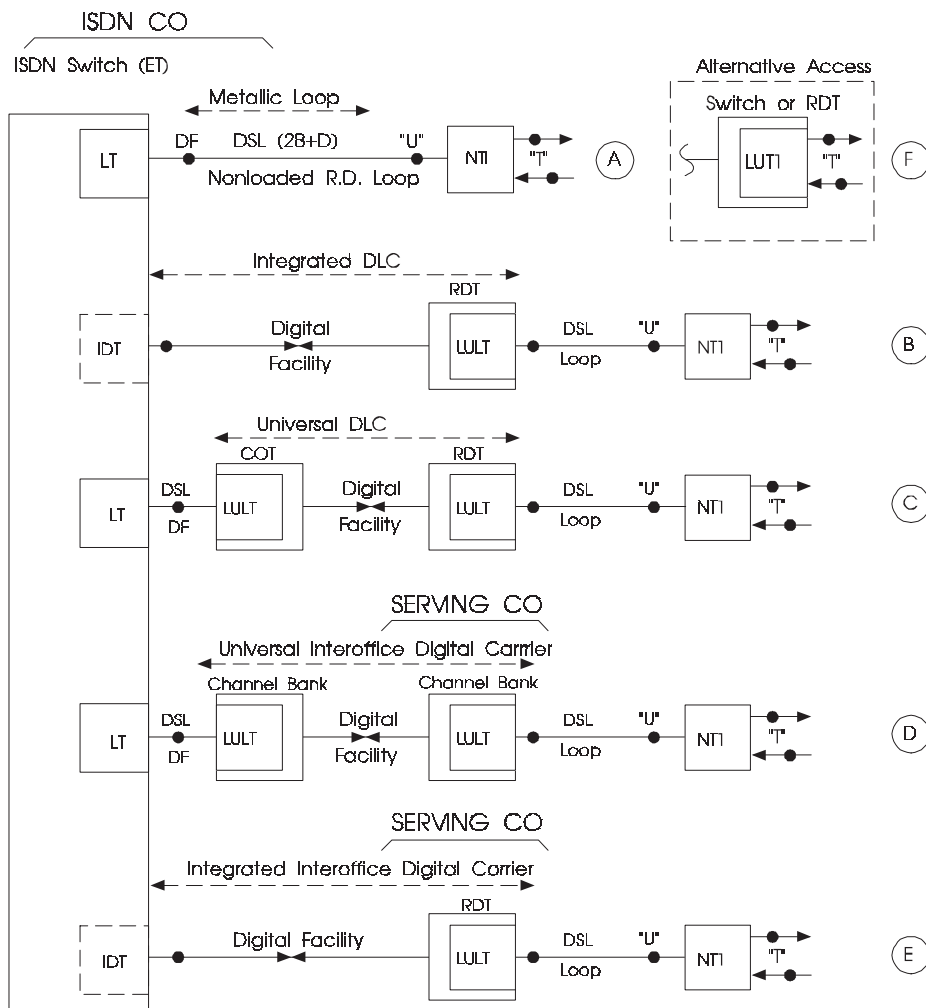 ISDN CO
ISDN Switch (ET)
Metallic Loop
LT
DF
DSL (2B+D)
"U"
Nonloaded R.D. Loop
NT1
"T"
A
Alternative Access
Switch or RDT
LUT1
"T"
F
Integrated DLC
IDT
Digital
Facility
RDT
LULT
DSL
Loop
"U"
NT1
"T"
B
Universal DLC
LT
DSL
DF
COT
LULT
Digital
Facility
RDT
LULT
DSL
Loop
"U"
NT1
"T"
C
SERVING CO
Universal Interoffice Digital Carrier
LT
DSL
DF
Channel Bank
LULT
Digital
Facility
Channel Bank
LULT
DSL
Loop
"U"
NT1
"T"
D
SERVING CO
Integrated Interoffice Digital Carrier
IDT
Digital Facility
RDT
LULT
DSL
Loop
"U"
NT1
"T"
E